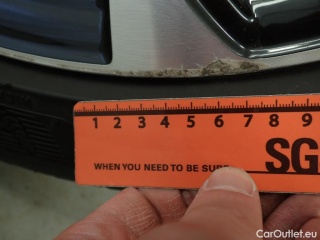 1 2 3 4 5 6 7 8 9
SG
WHEN YOU NEED TO BE SURE
CarOutlet.eu